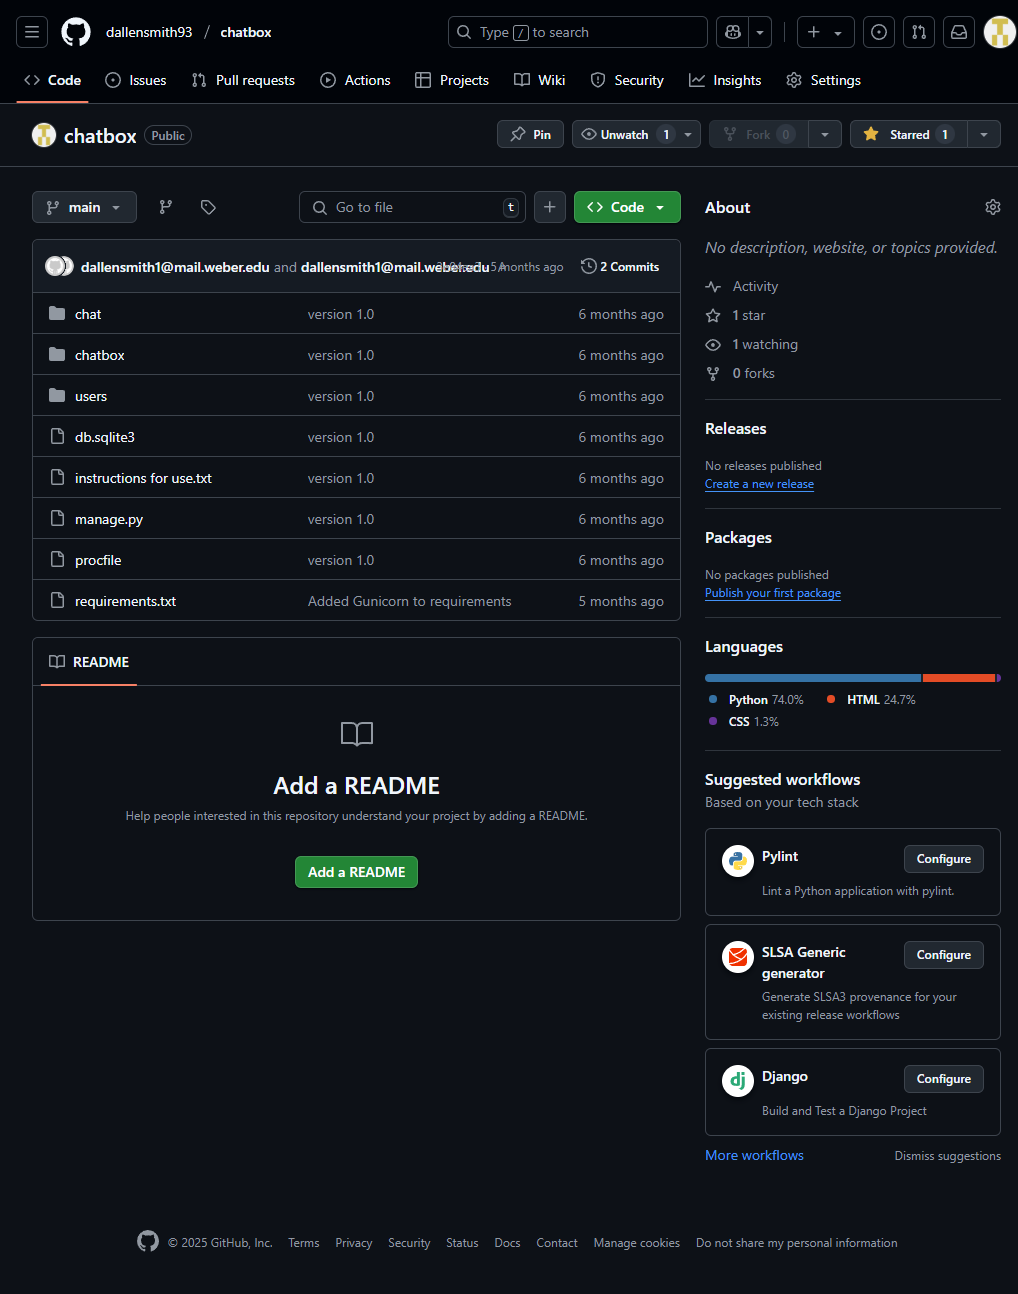 dallensmith93 / chatbox
Type / to search
Code Issues Pull requests Actions Projects Wiki Security Insights Settings
chatbox Public
Pin Unwatch 1 Fork 0 Starred 1
main Go to file t Code
dallensmith1@mail.weber.edu and dallensmith1@mail.weber.edu 5 months ago 2 Commits
chat version 1.0 6 months ago
chatbox version 1.0 6 months ago
users version 1.0 6 months ago
db.sqlite3 version 1.0 6 months ago
instructions for use.txt version 1.0 6 months ago
manage.py version 1.0 6 months ago
procfile version 1.0 6 months ago
requirements.txt Added Gunicorn to requirements 5 months ago
README
Add a README
Help people interested in this repository understand your project by adding a README.
Add a README
About
No description, website, or topics provided.
Activity
1 star
1 watching
0 forks
Releases
No releases published
Create a new release
Packages
No packages published
Publish your first package
Languages
Python 74.0% HTML 24.7%
CSS 1.3%
Suggested workflows
Based on your tech stack
Pylint Configure
Lint a Python application with pylint.
SLSA Generic Configure
generator
Generate SLSA3 provenance for your
existing release workflows
dj Django Configure
Build and Test a Django Project
More workflows Dismiss suggestions
© 2025 GitHub, Inc. Terms Privacy Security Status Docs Contact Manage cookies Do not share my personal information